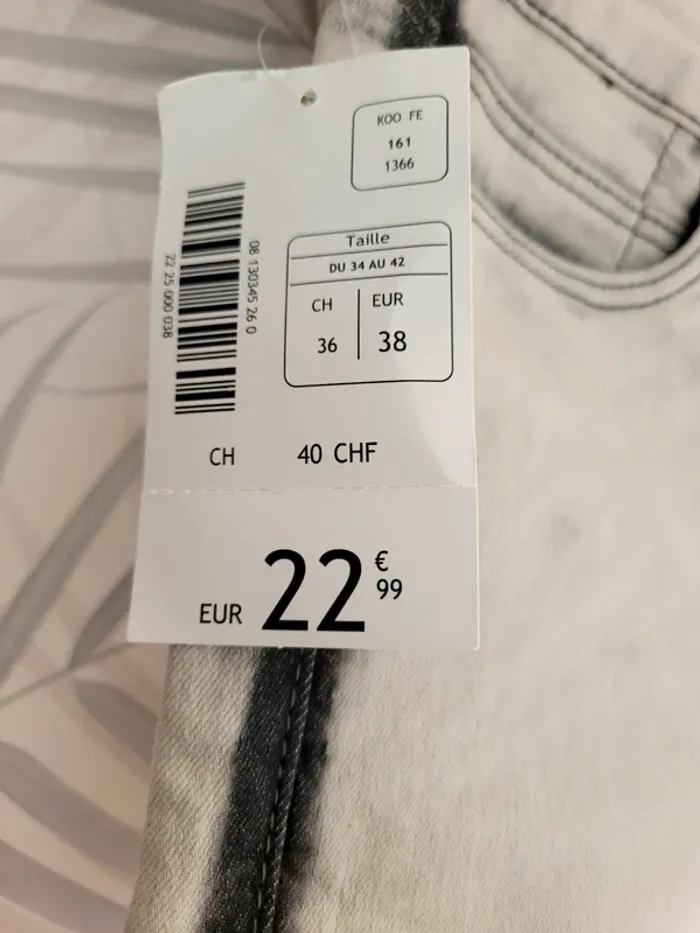 KOO FE
161
1366
Taille
DU 34 AU 42
CH EUR
36 38
08 130345 26 0
22 25 000 038
CH 40 CHF
EUR 22 € 99